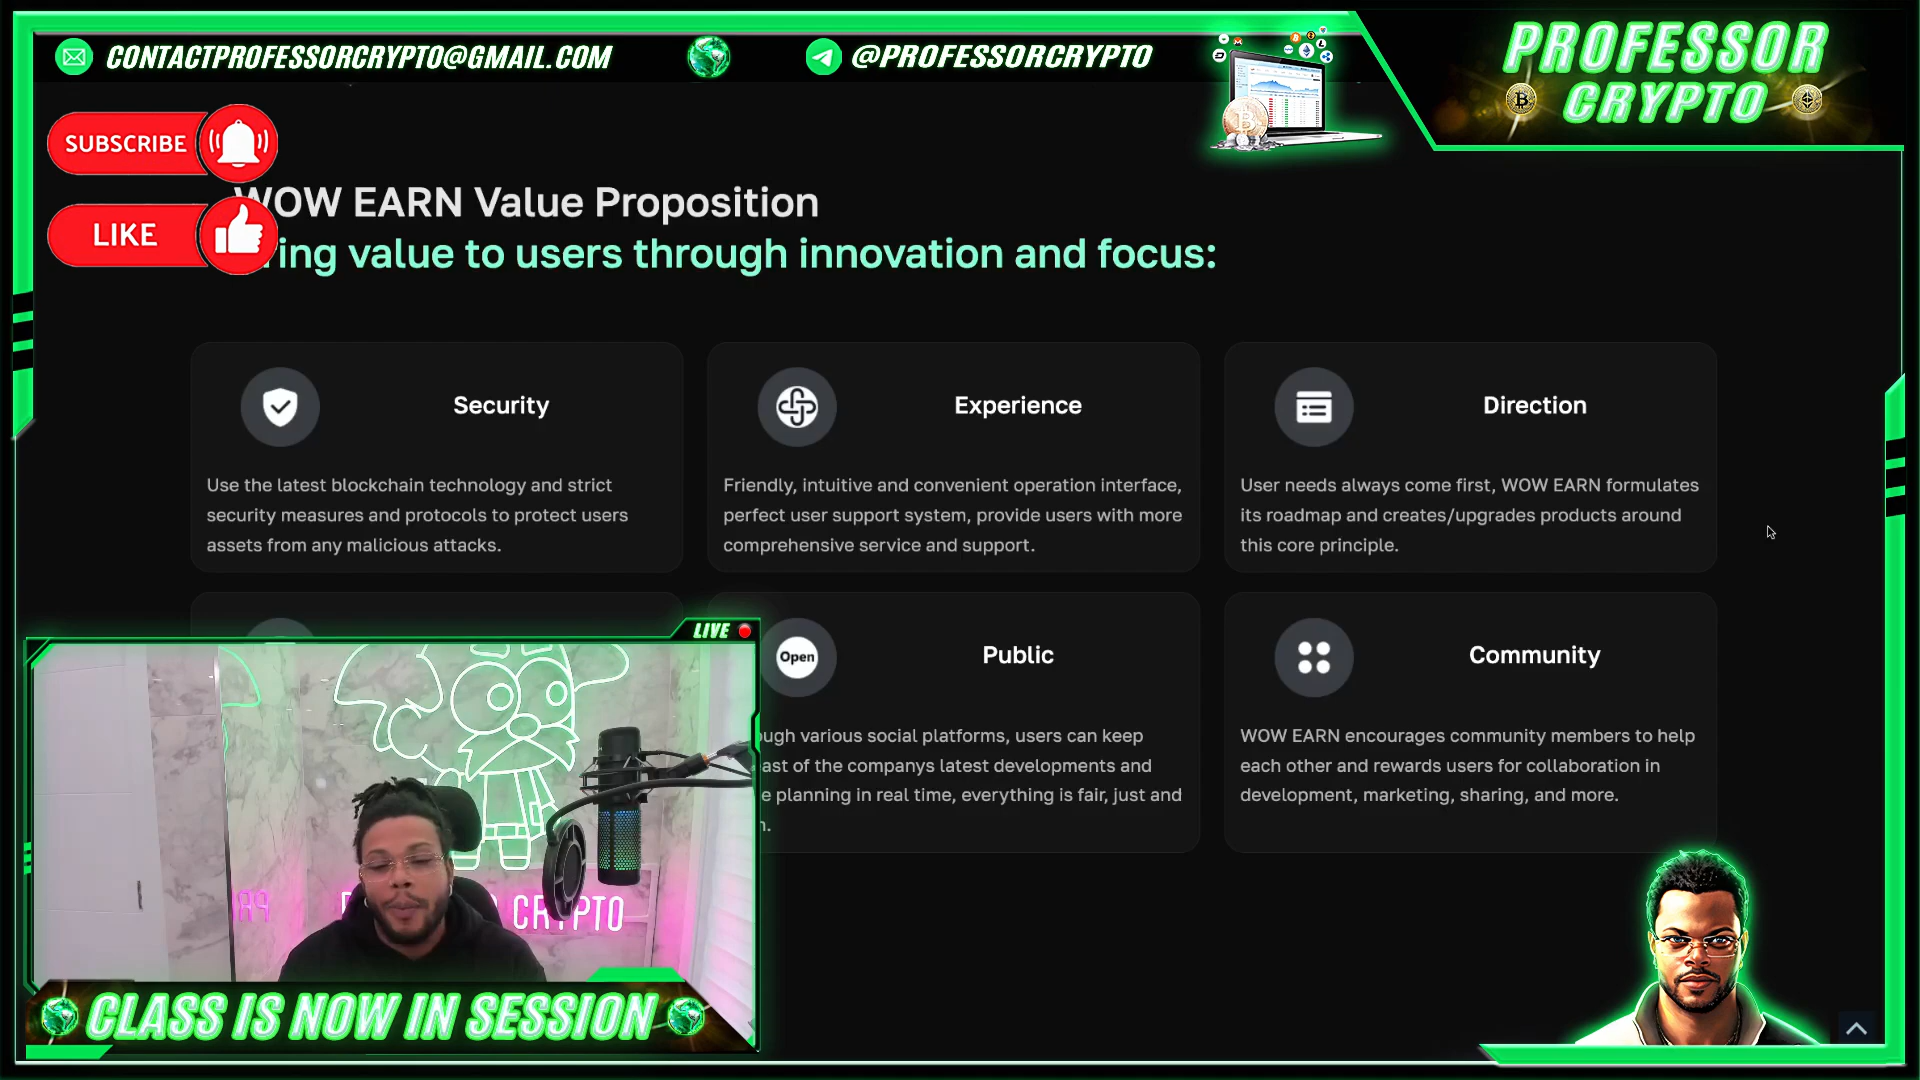 CONTACTPROFESSORCRYPTO@GMAIL.COM
@PROFESSORCRYPTO
PROFESSOR
CRYPTO
SUBSCRIBE
LIKE
WOW EARN Value Proposition
ring value to users through innovation and focus:
Security
Use the latest blockchain technology and strict
security measures and protocols to protect users
assets from any malicious attacks.
Experience
Friendly, intuitive and convenient operation interface,
perfect user support system, provide users with more
comprehensive service and support.
Direction
User needs always come first, WOW EARN formulates
its roadmap and creates/upgrades products around
this core principle.
Open
Public
ough various social platforms, users can keep
ast of the companys latest developments and
e planning in real time, everything is fair, just and
n.
Community
WOW EARN encourages community members to help
each other and rewards users for collaboration in
development, marketing, sharing, and more.
LIVE
CRYPTO
CLASS IS NOW IN SESSION